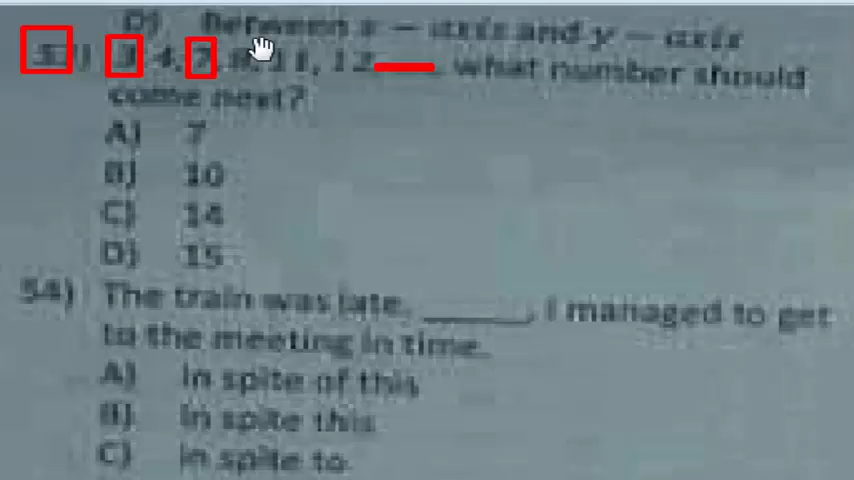 D) Between x – axis and y – axis
53) 3, 4, 7, 8, 11, 12____, what number should
come next?
A) 7
B) 10
C) 14
D) 15
54) The train was late. ______, I managed to get
to the meeting in time.
A) In spite of this
B) In spite this
C) In spite to